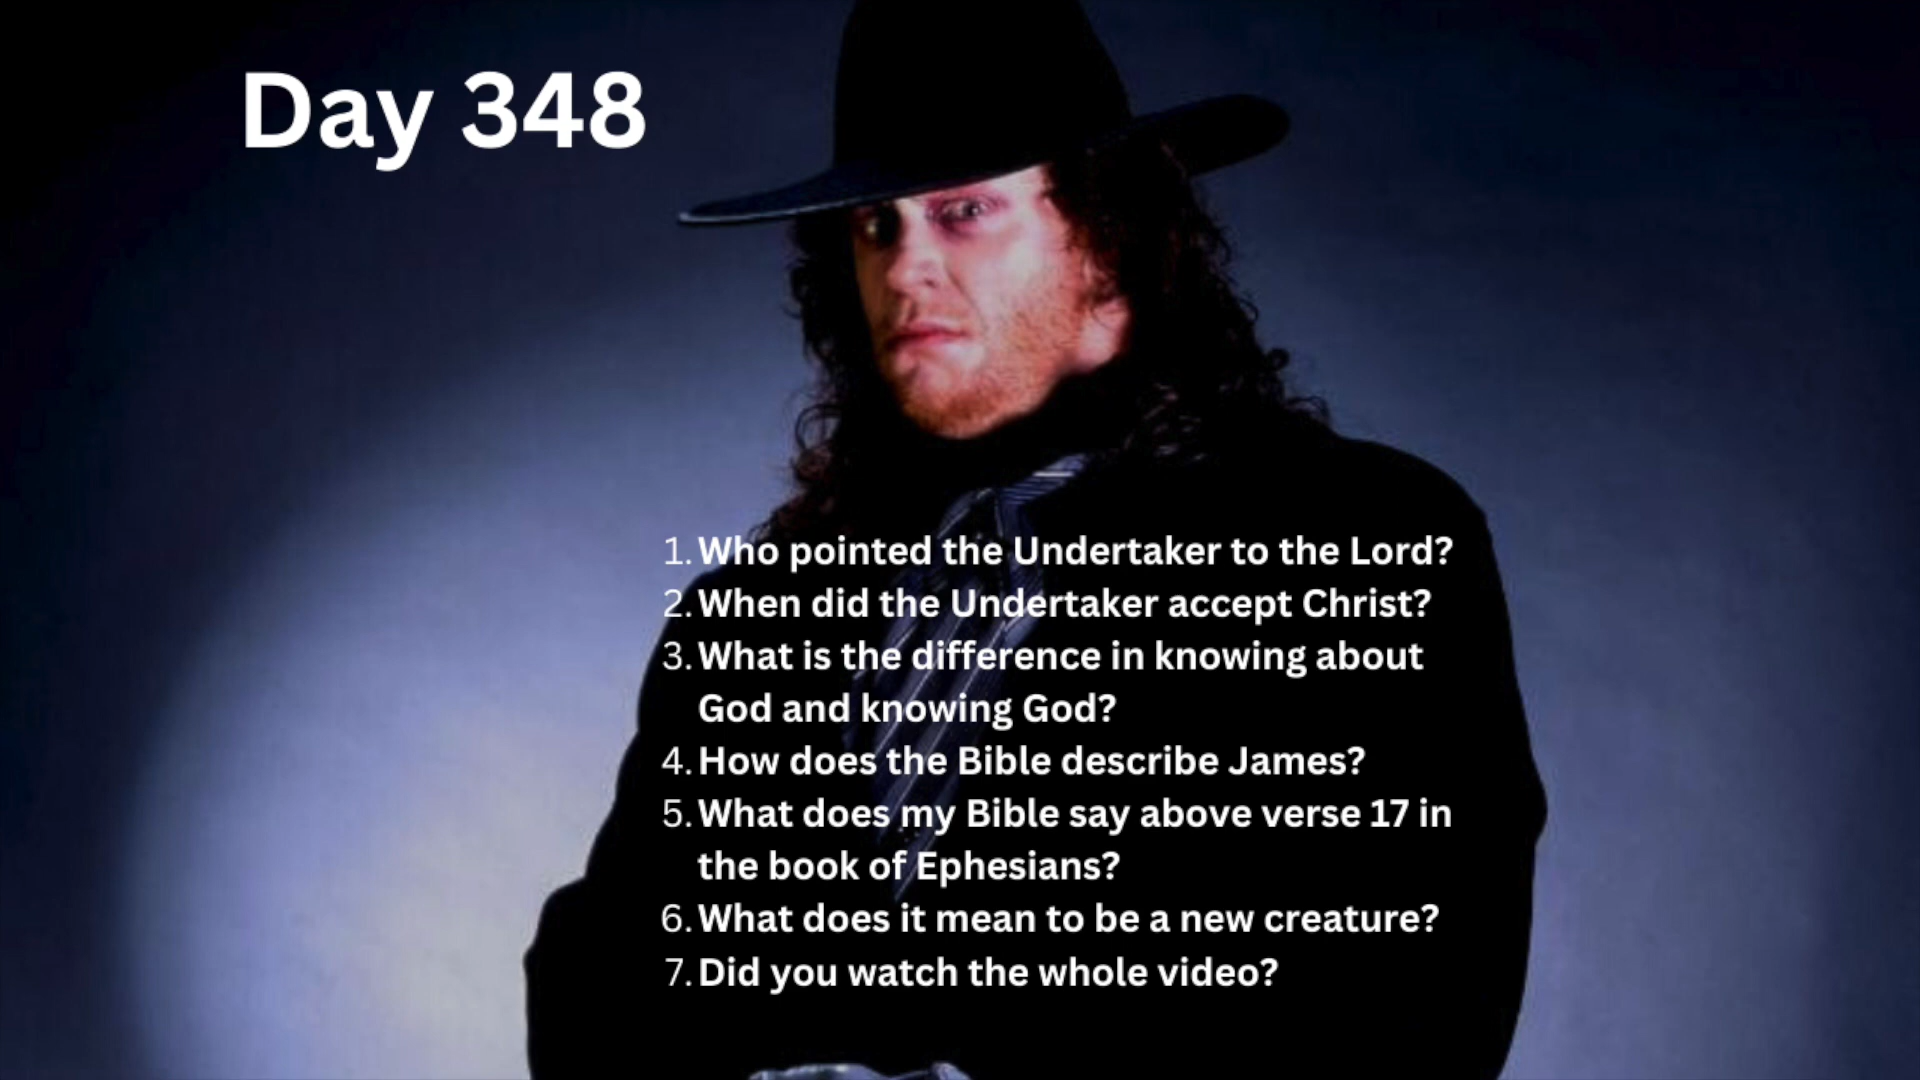 Day 348
1. Who pointed the Undertaker to the Lord?
2. When did the Undertaker accept Christ?
3. What is the difference in knowing about
God and knowing God?
4. How does the Bible describe James?
5. What does my Bible say above verse 17 in
the book of Ephesians?
6. What does it mean to be a new creature?
7. Did you watch the whole video?